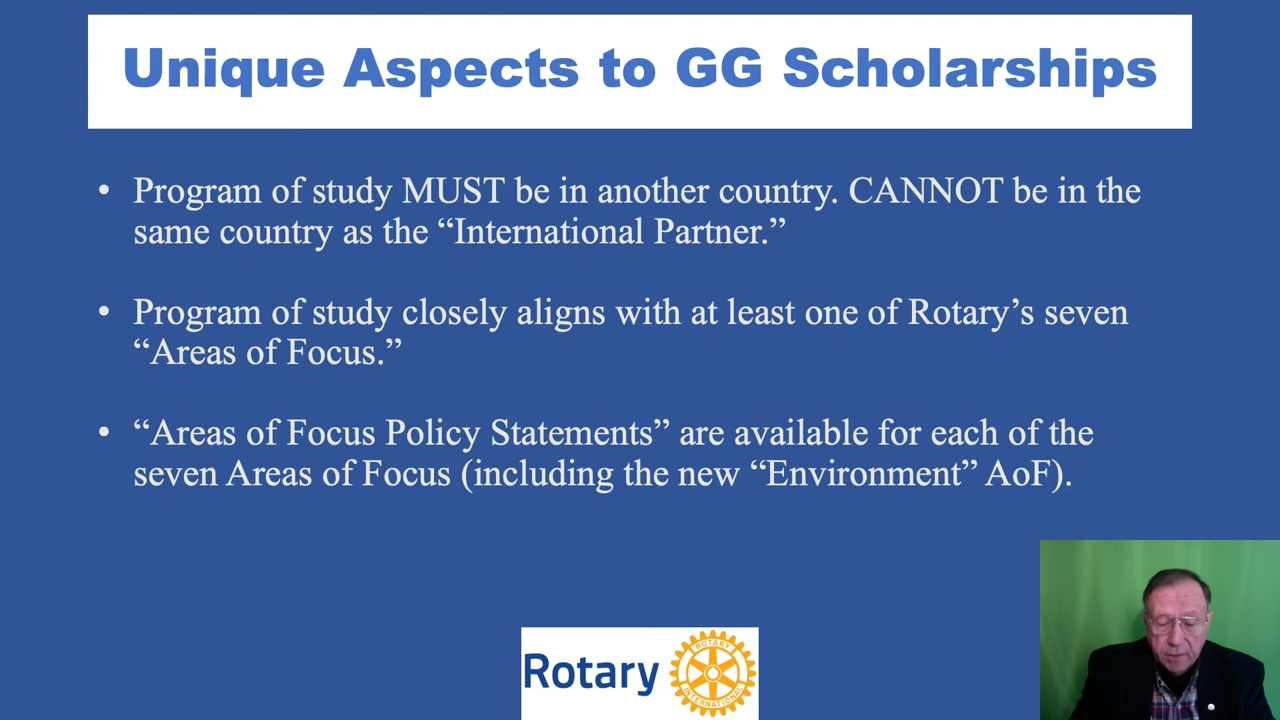 Unique Aspects to GG Scholarships
• Program of study MUST be in another country. CANNOT be in the
same country as the “International Partner.”
• Program of study closely aligns with at least one of Rotary’s seven
“Areas of Focus.”
• “Areas of Focus Policy Statements” are available for each of the
seven Areas of Focus (including the new “Environment” AoF).
Rotary
ROTARY
INTERNATIONAL